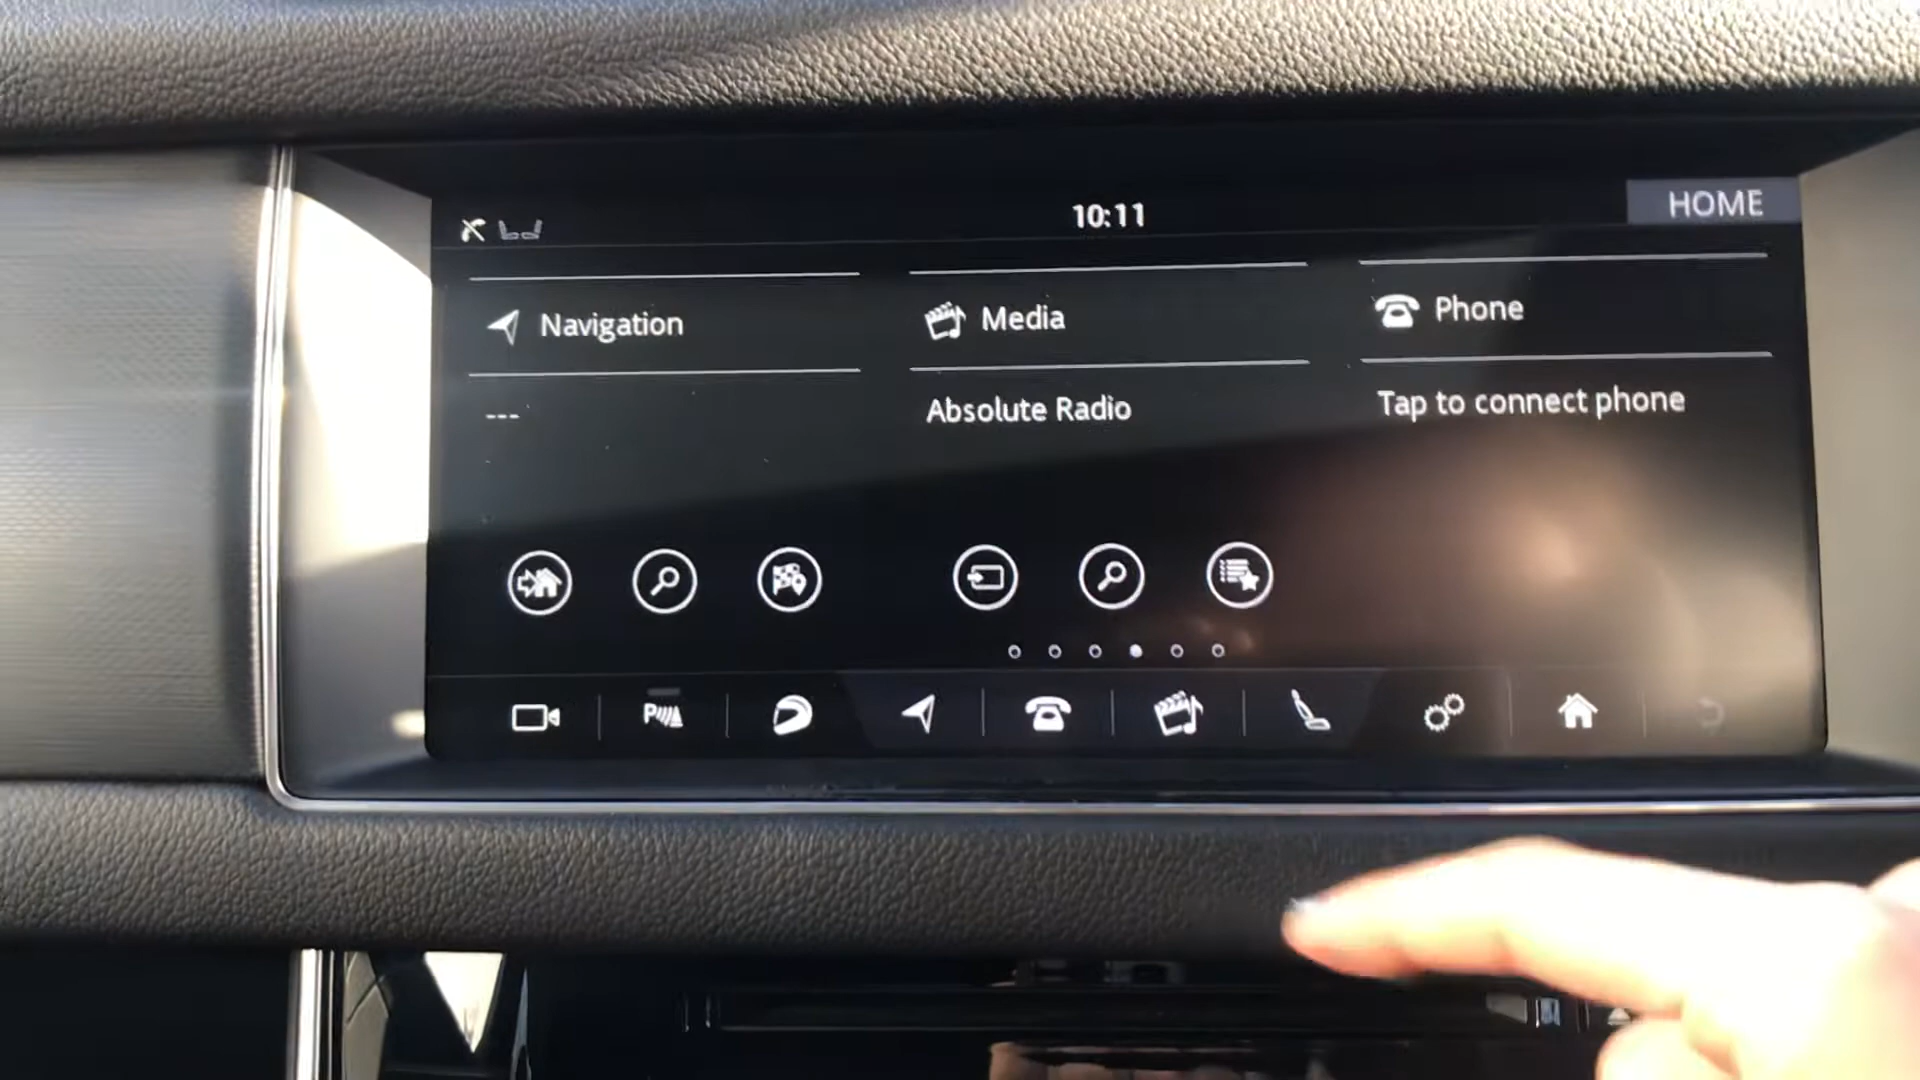 10:11
HOME
Navigation
Media
Phone
---
Absolute Radio
Tap to connect phone
P